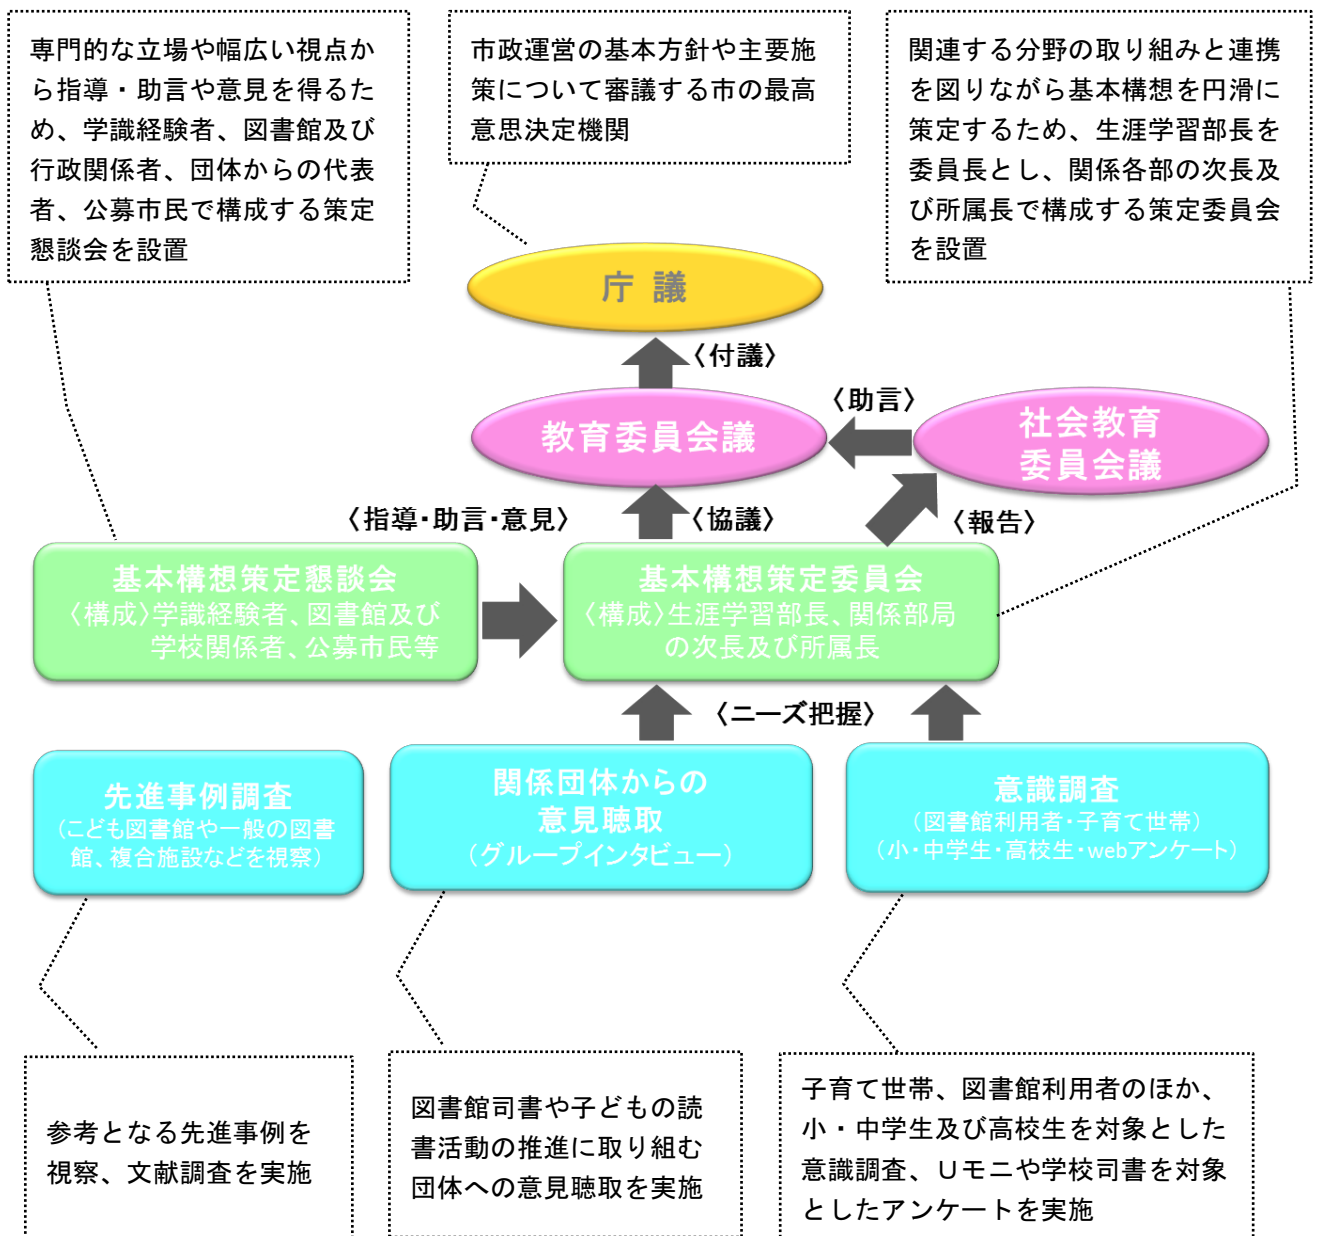 専門的な立場や幅広い視点か
ら指導・助言や意見を得るた
め、学識経験者、図書館及び
行政関係者、団体からの代表
者、公募市民で構成する策定
懇談会を設置
市政運営の基本方針や主要施
策について審議する市の最高
意思決定機関
関連する分野の取り組みと連携
を図りながら基本構想を円滑に
策定するため、生涯学習部長を
委員長とし、関係各部の次長及
び所属長で構成する策定委員会
を設置
庁 議
〈付議〉
教育委員会議
〈助言〉
社会教育
委員会議
〈指導・助言・意見〉
〈協議〉
〈報告〉
基本構想策定懇談会
〈構成〉学識経験者、図書館及び
学校関係者、公募市民等
基本構想策定委員会
〈構成〉生涯学習部長、関係部局
の次長及び所属長
〈ニーズ把握〉
先進事例調査
(こども図書館や一般の図書
館、複合施設などを視察)
関係団体からの
意見聴取
(グループインタビュー)
意識調査
(図書館利用者・子育て世帯)
(小・中学生・高校生・webアンケート)
参考となる先進事例を
視察、文献調査を実施
図書館司書や子どもの読
書活動の推進に取り組む
団体への意見聴取を実施
子育て世帯、図書館利用者のほか、
小・中学生及び高校生を対象とした
意識調査、Uモニや学校司書を対象
としたアンケートを実施